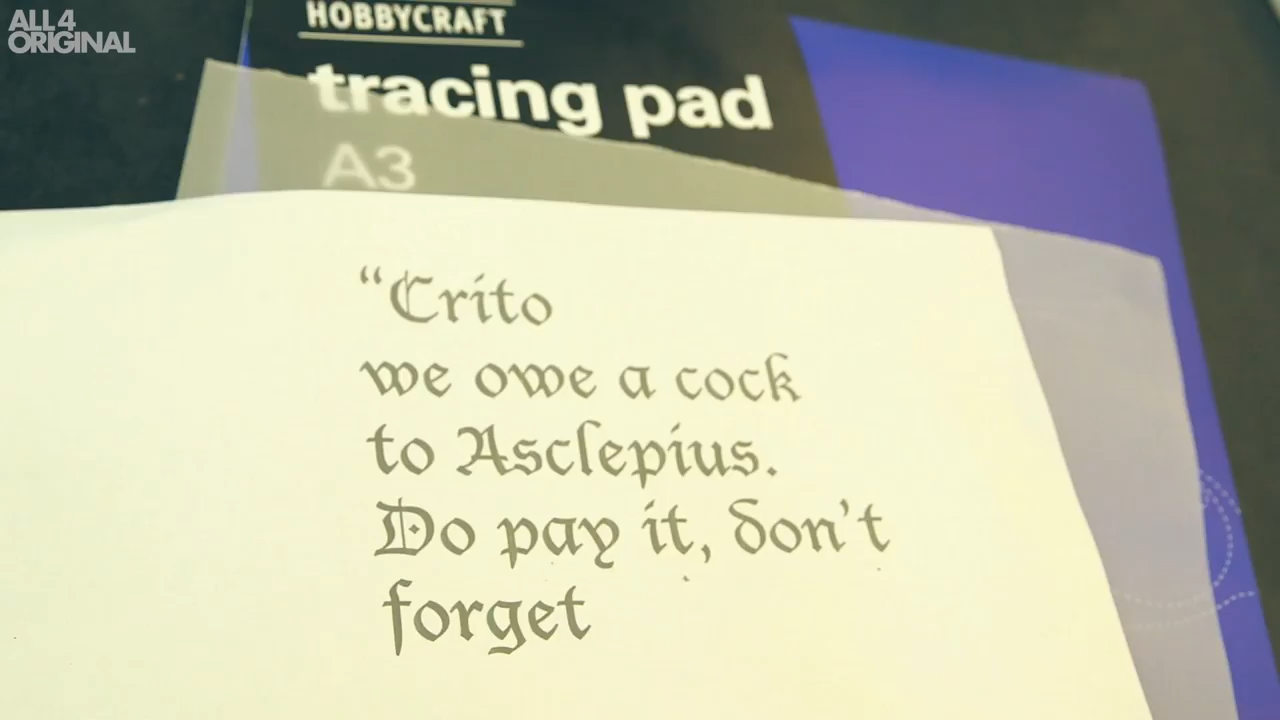 ALL 4
ORIGINAL
HOBBYCRAFT
tracing pad
A3
“Crito
we owe a cock
to Asclepius.
Do pay it, don’t
forget